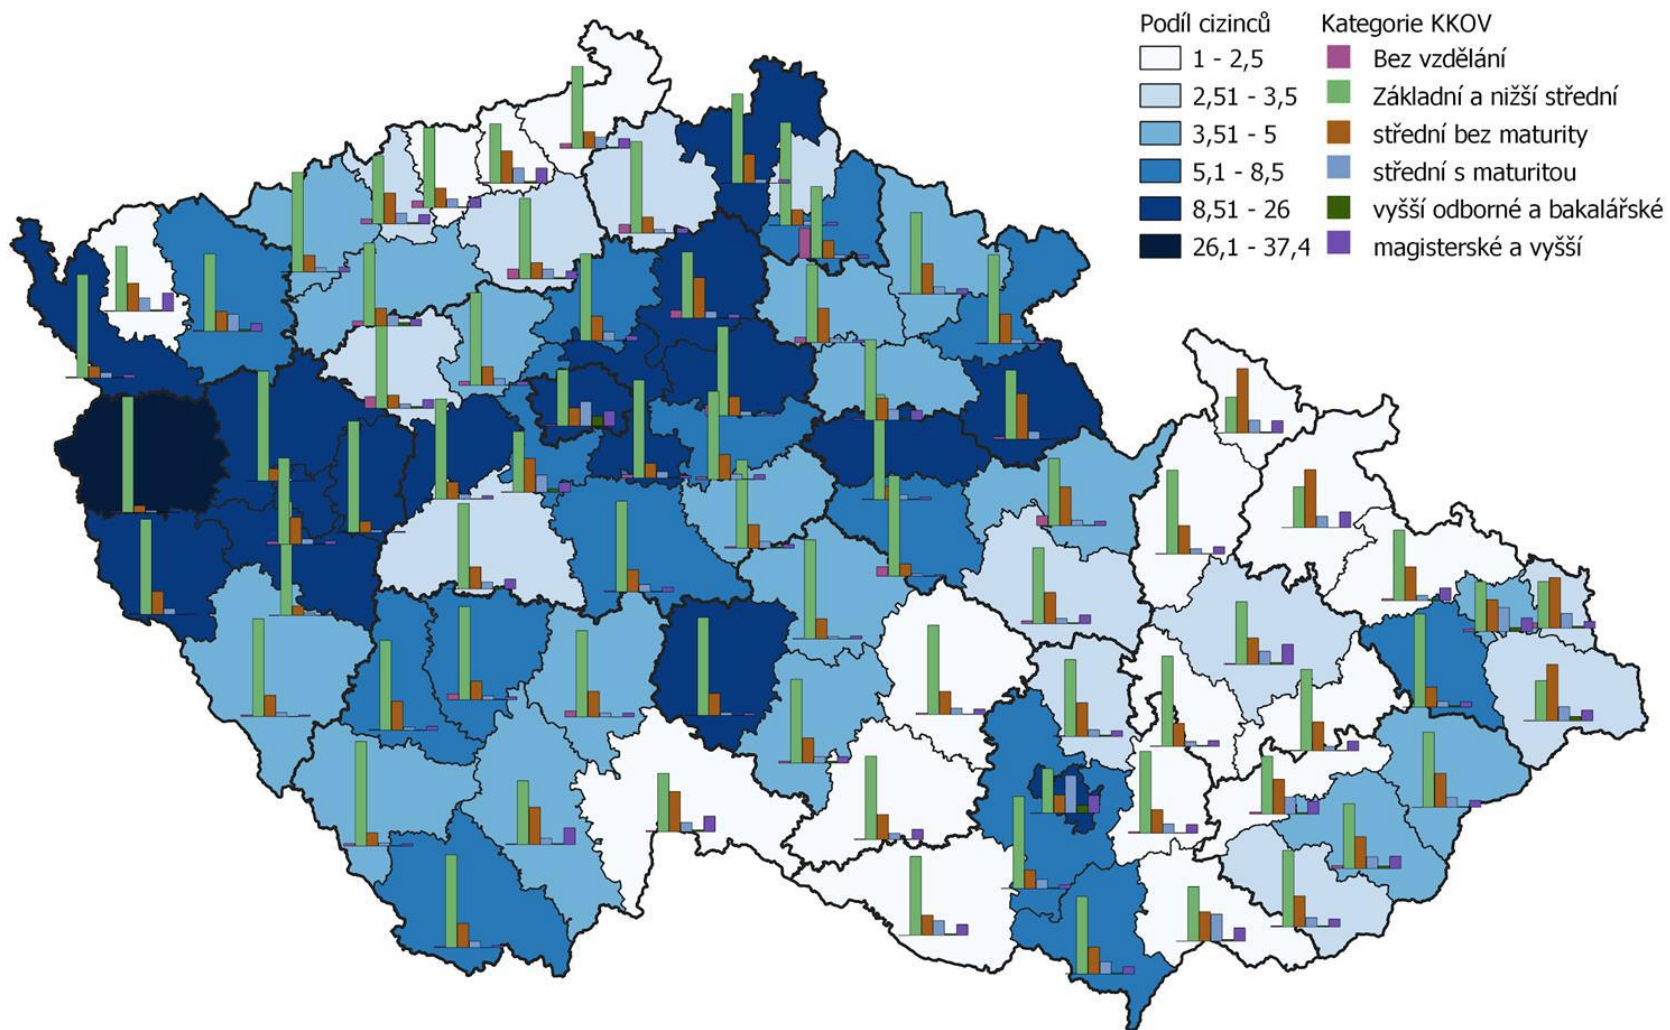 Podíl cizinců
1 - 2,5
2,51 - 3,5
3,51 - 5
5,1 - 8,5
8,51 - 26
26,1 - 37,4
Kategorie KKOV
Bez vzdělání
Základní a nižší střední
střední bez maturity
střední s maturitou
vyšší odborné a bakalářské
magisterské a vyšší